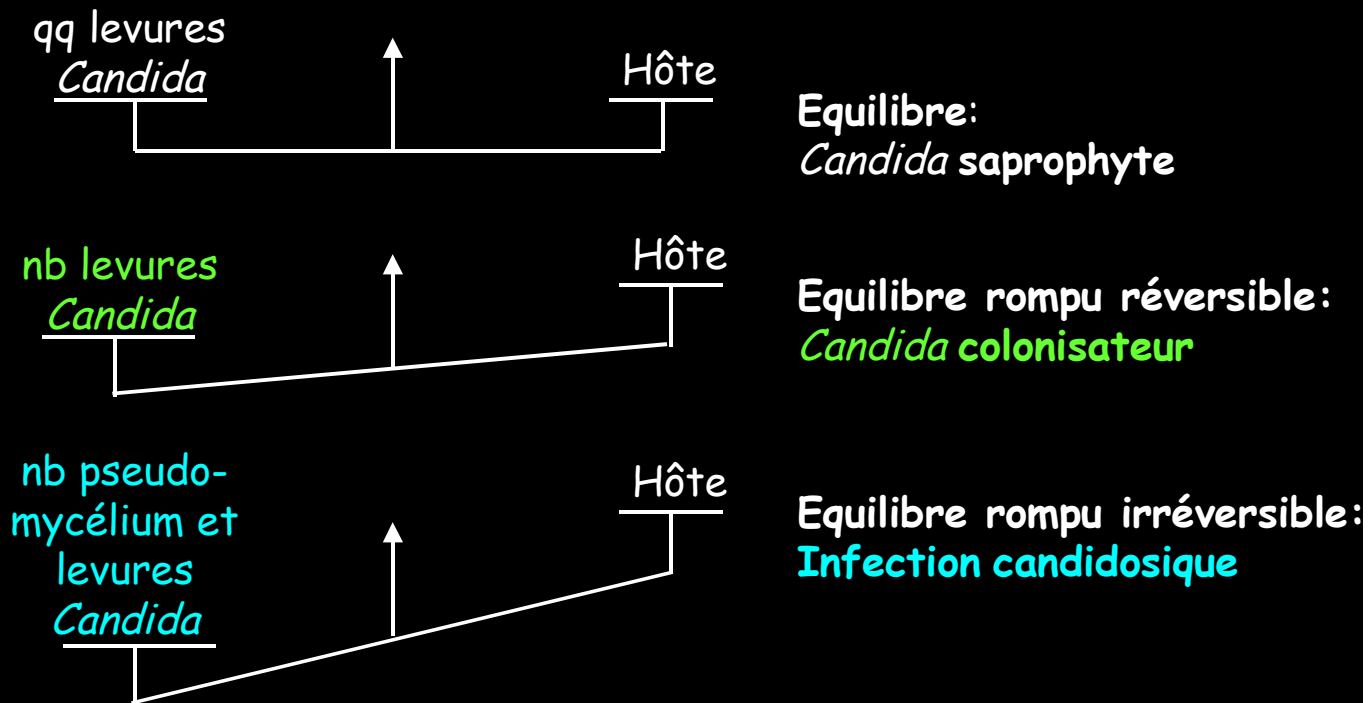 qq levures
Candida
Hôte
Equilibre:
Candida saprophyte
nb levures
Candida
Hôte
Equilibre rompu réversible:
Candida colonisateur
nb pseudo-
mycélium et
levures
Candida
Hôte
Equilibre rompu irréversible:
Infection candidosique